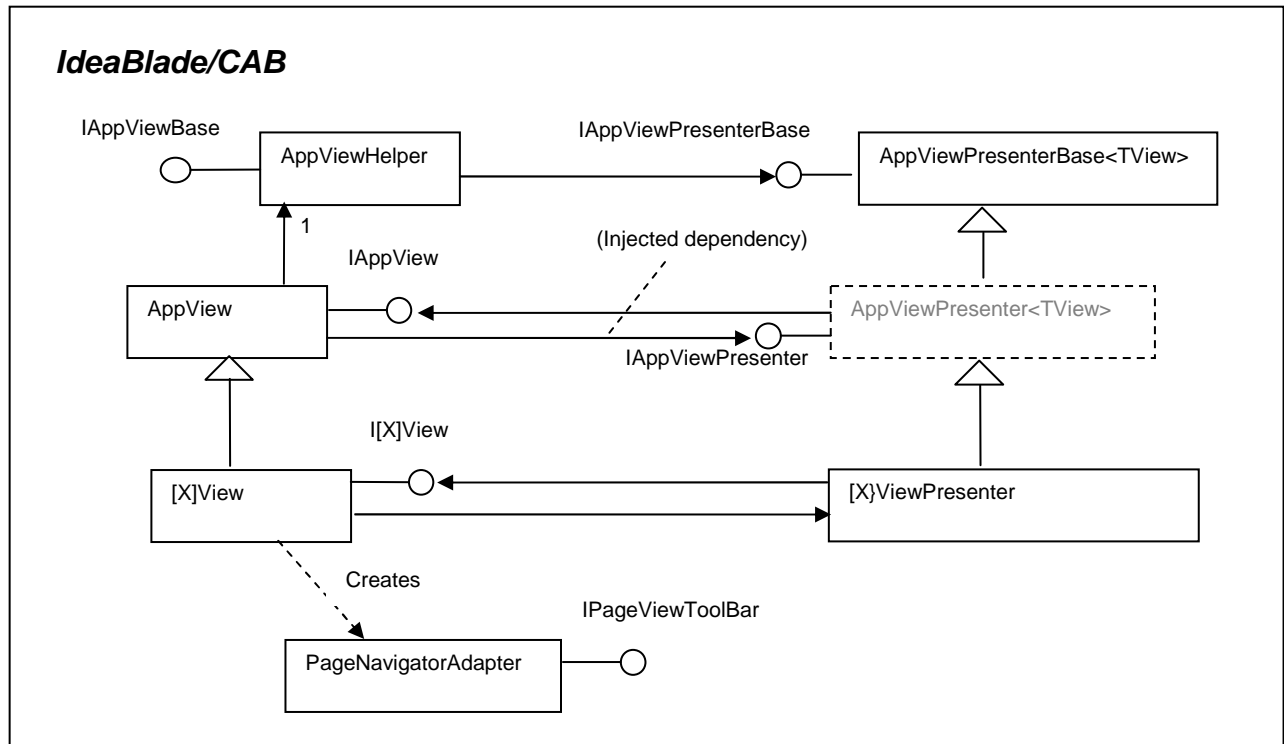 IdeaBlade/CAB
IAppViewBase
IAppViewPresenterBase
AppViewHelper
AppViewPresenterBase<TView>
1
(Injected dependency)
IAppView
AppView
AppViewPresenter<TView>
IAppViewPresenter
I[X]View
[X]View
[X}ViewPresenter
Creates
IPageViewToolBar
PageNavigatorAdapter